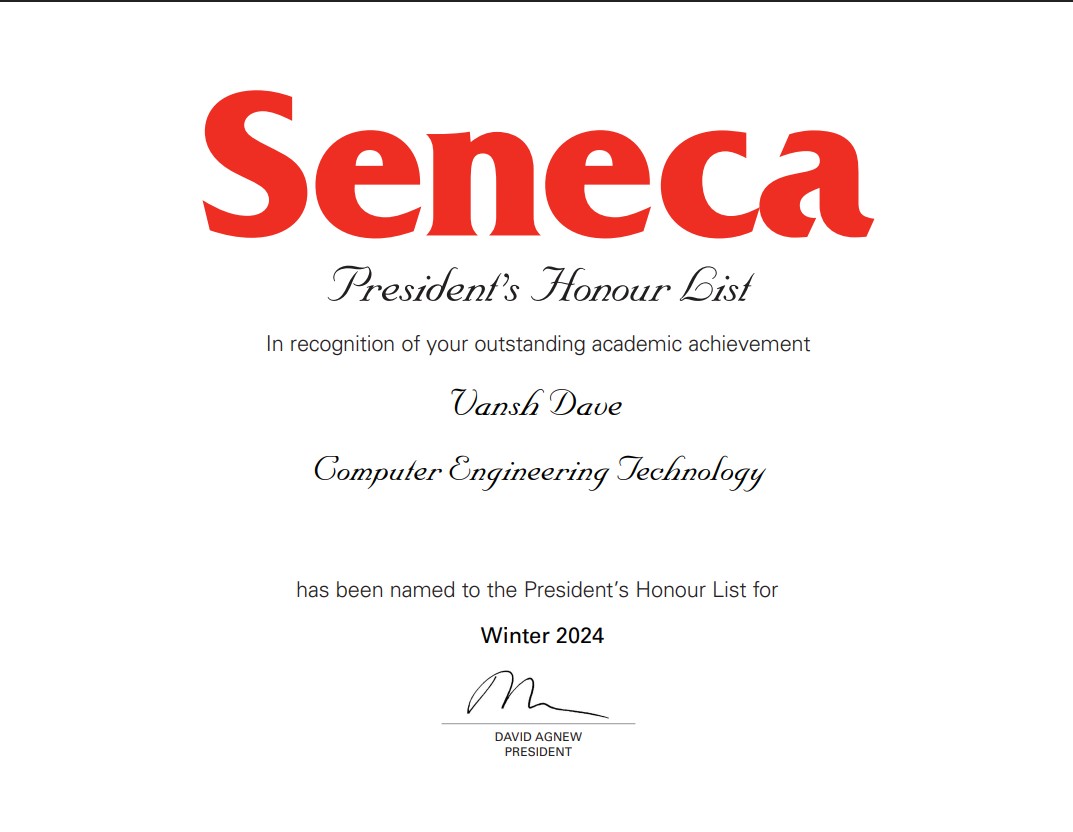 Seneca
President's Honour List
In recognition of your outstanding academic achievement
Vansh Dave
Computer Engineering Technology
has been named to the President's Honour List for
Winter 2024
DAVID AGNEW
PRESIDENT